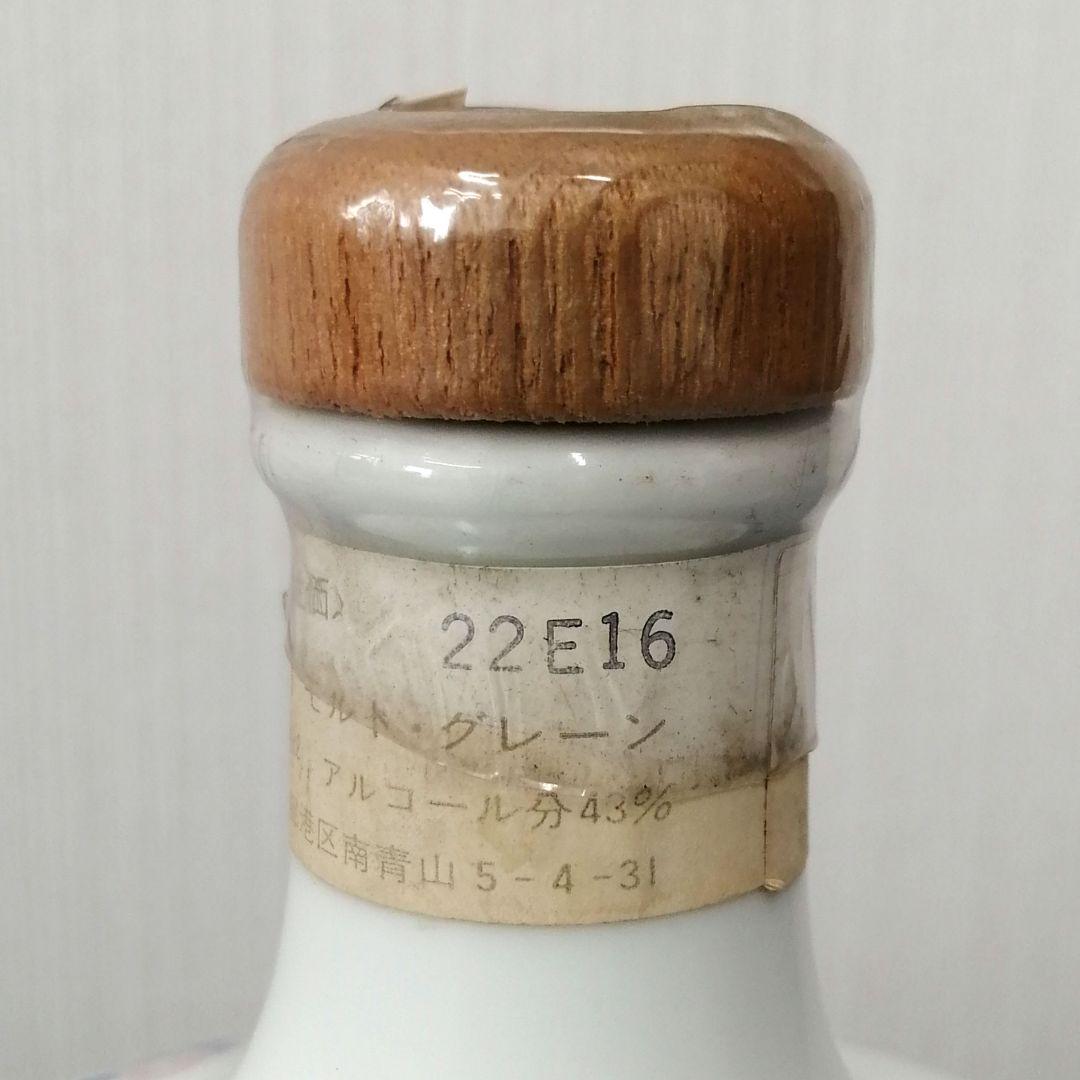 価〉
22E16
モルト・グレーン
アルコール分43%
港区南青山5-4-31